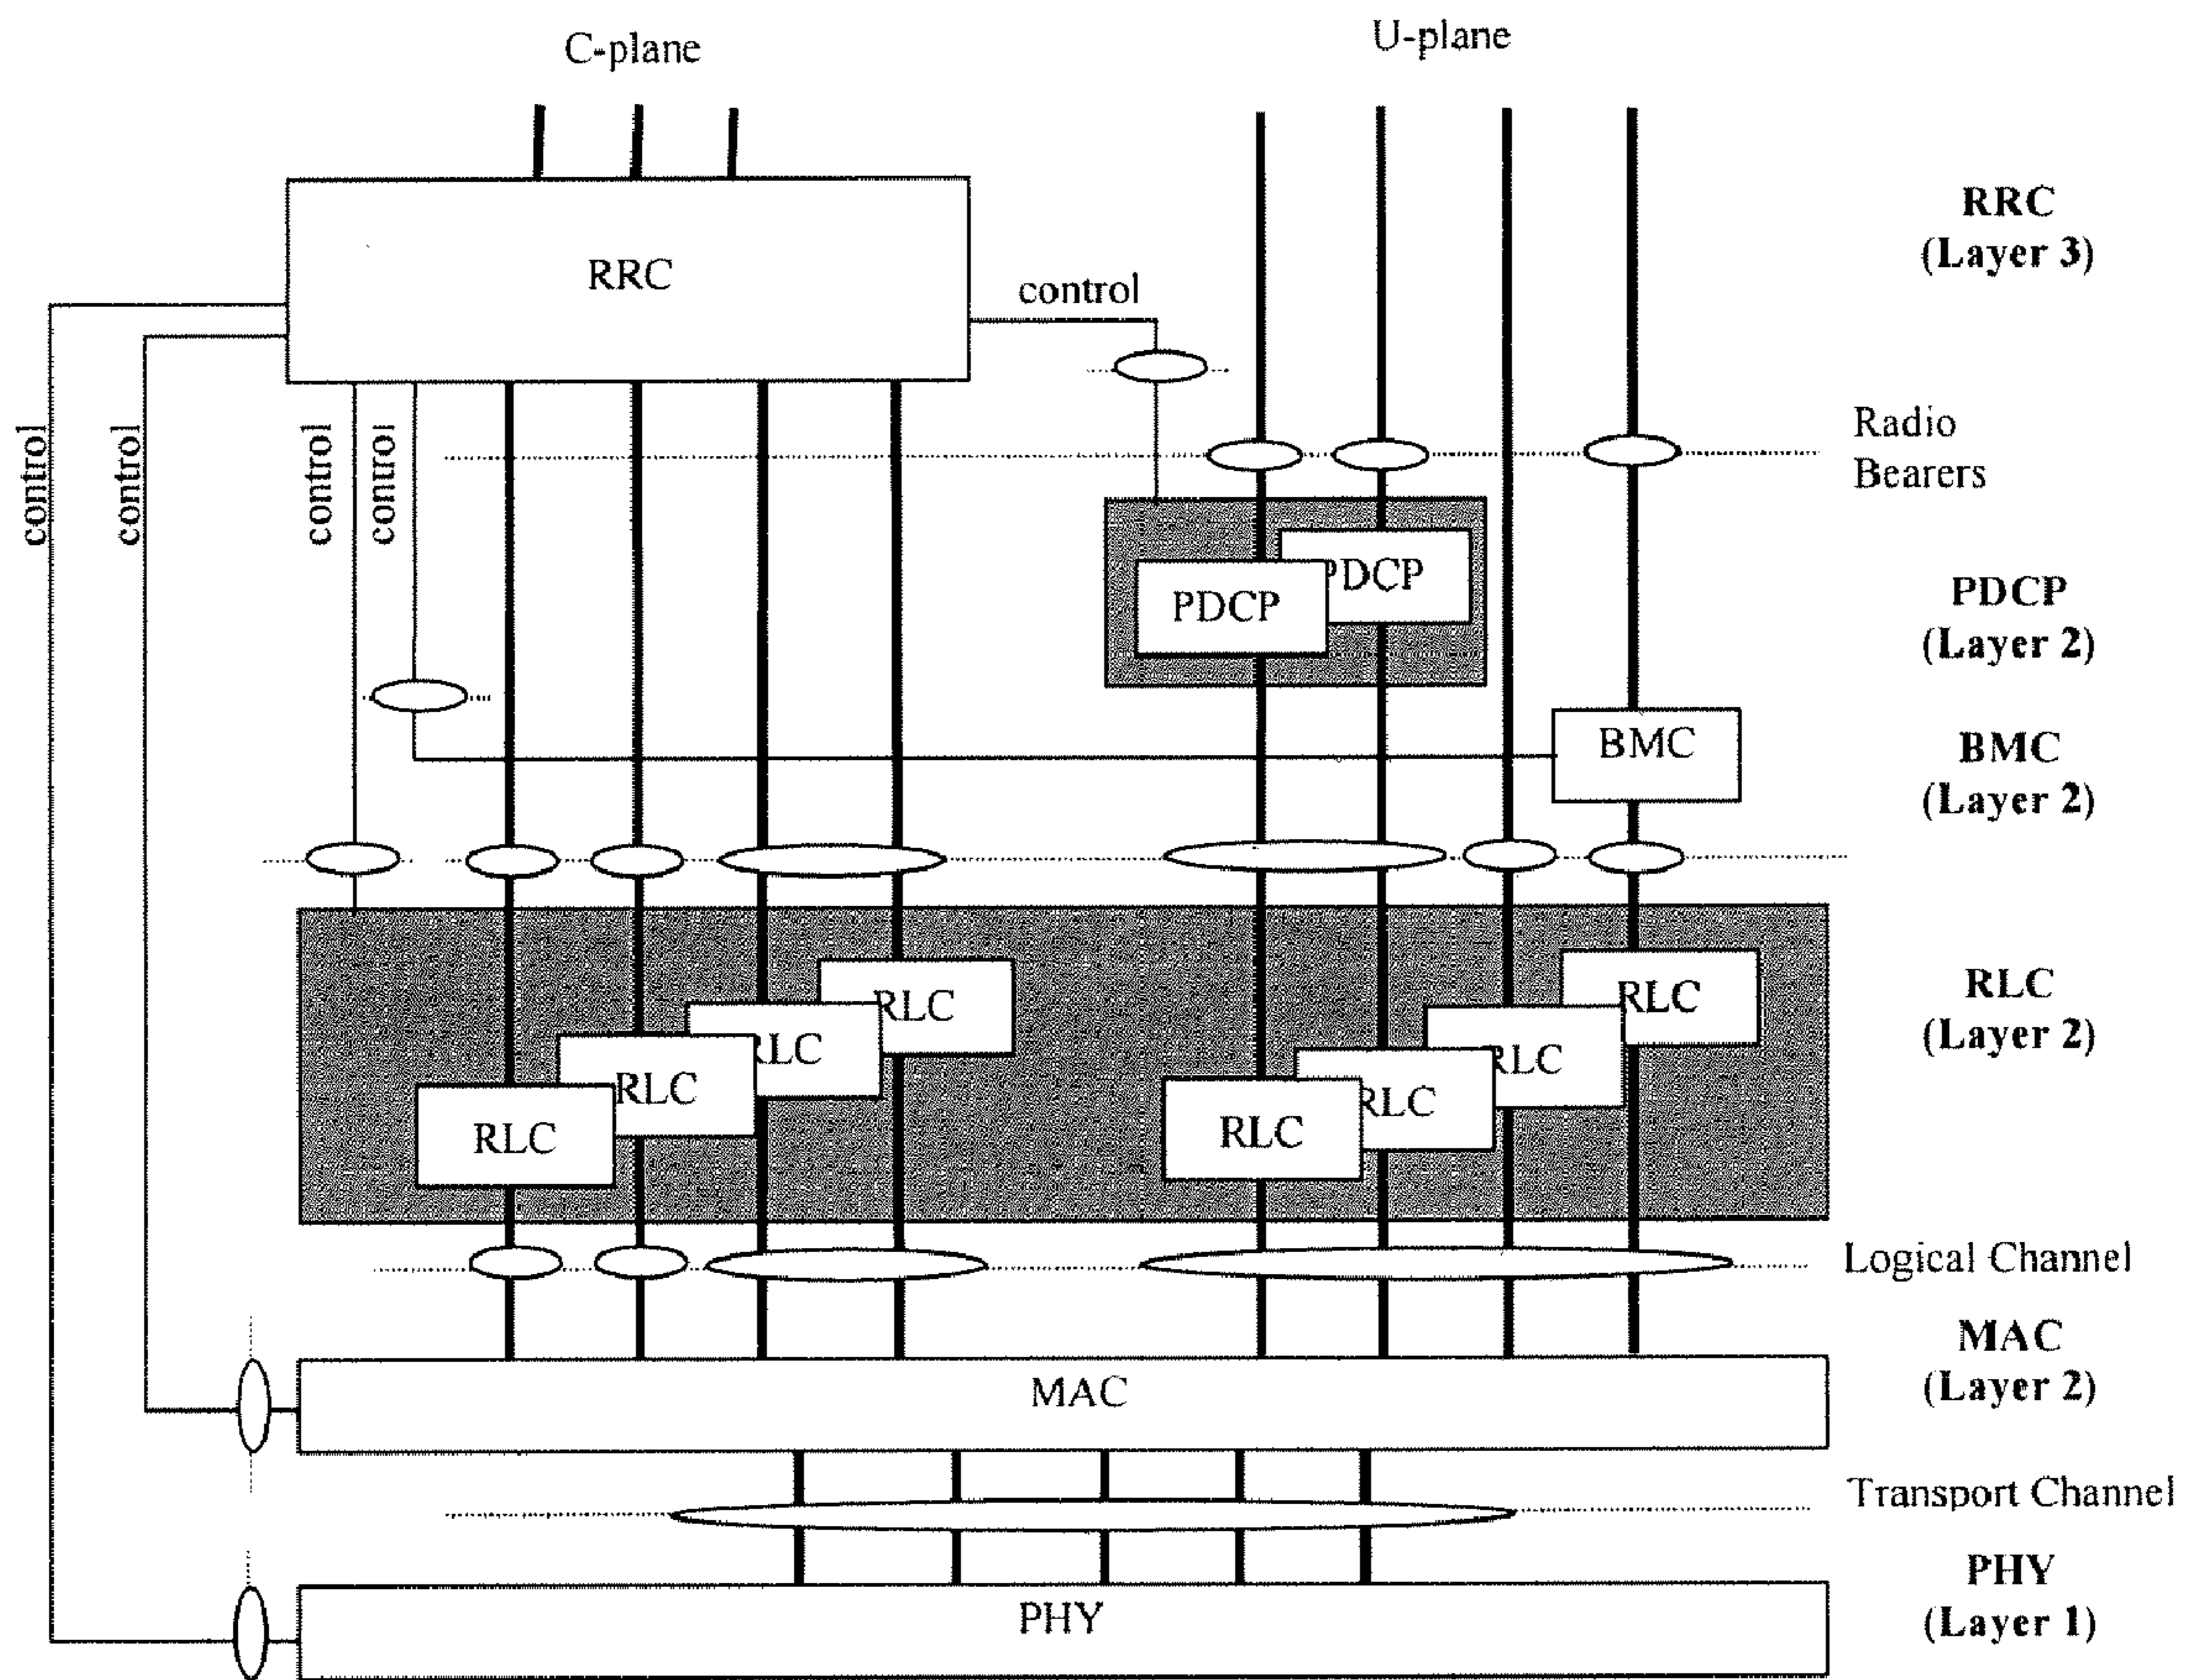 C-plane
U-plane
RRC
RRC
(Layer 3)
control
control
control
control
control
Radio
Bearers
PDCP
PDCP
PDCP
(Layer 2)
BMC
BMC
(Layer 2)
RLC
RLC
RLC
RLC
RLC
RLC
RLC
RLC
RLC
(Layer 2)
Logical Channel
MAC
MAC
(Layer 2)
Transport Channel
PHY
PHY
(Layer 1)